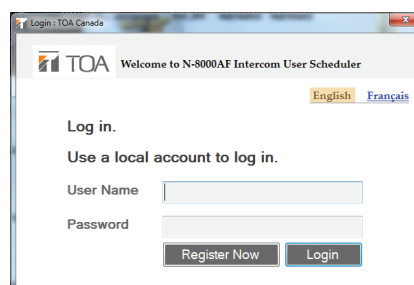 Login : TOA Canada
x
TOA Welcome to N-8000AF Intercom User Scheduler
English Français
Log in.
Use a local account to log in.
User Name
Password
Register Now Login